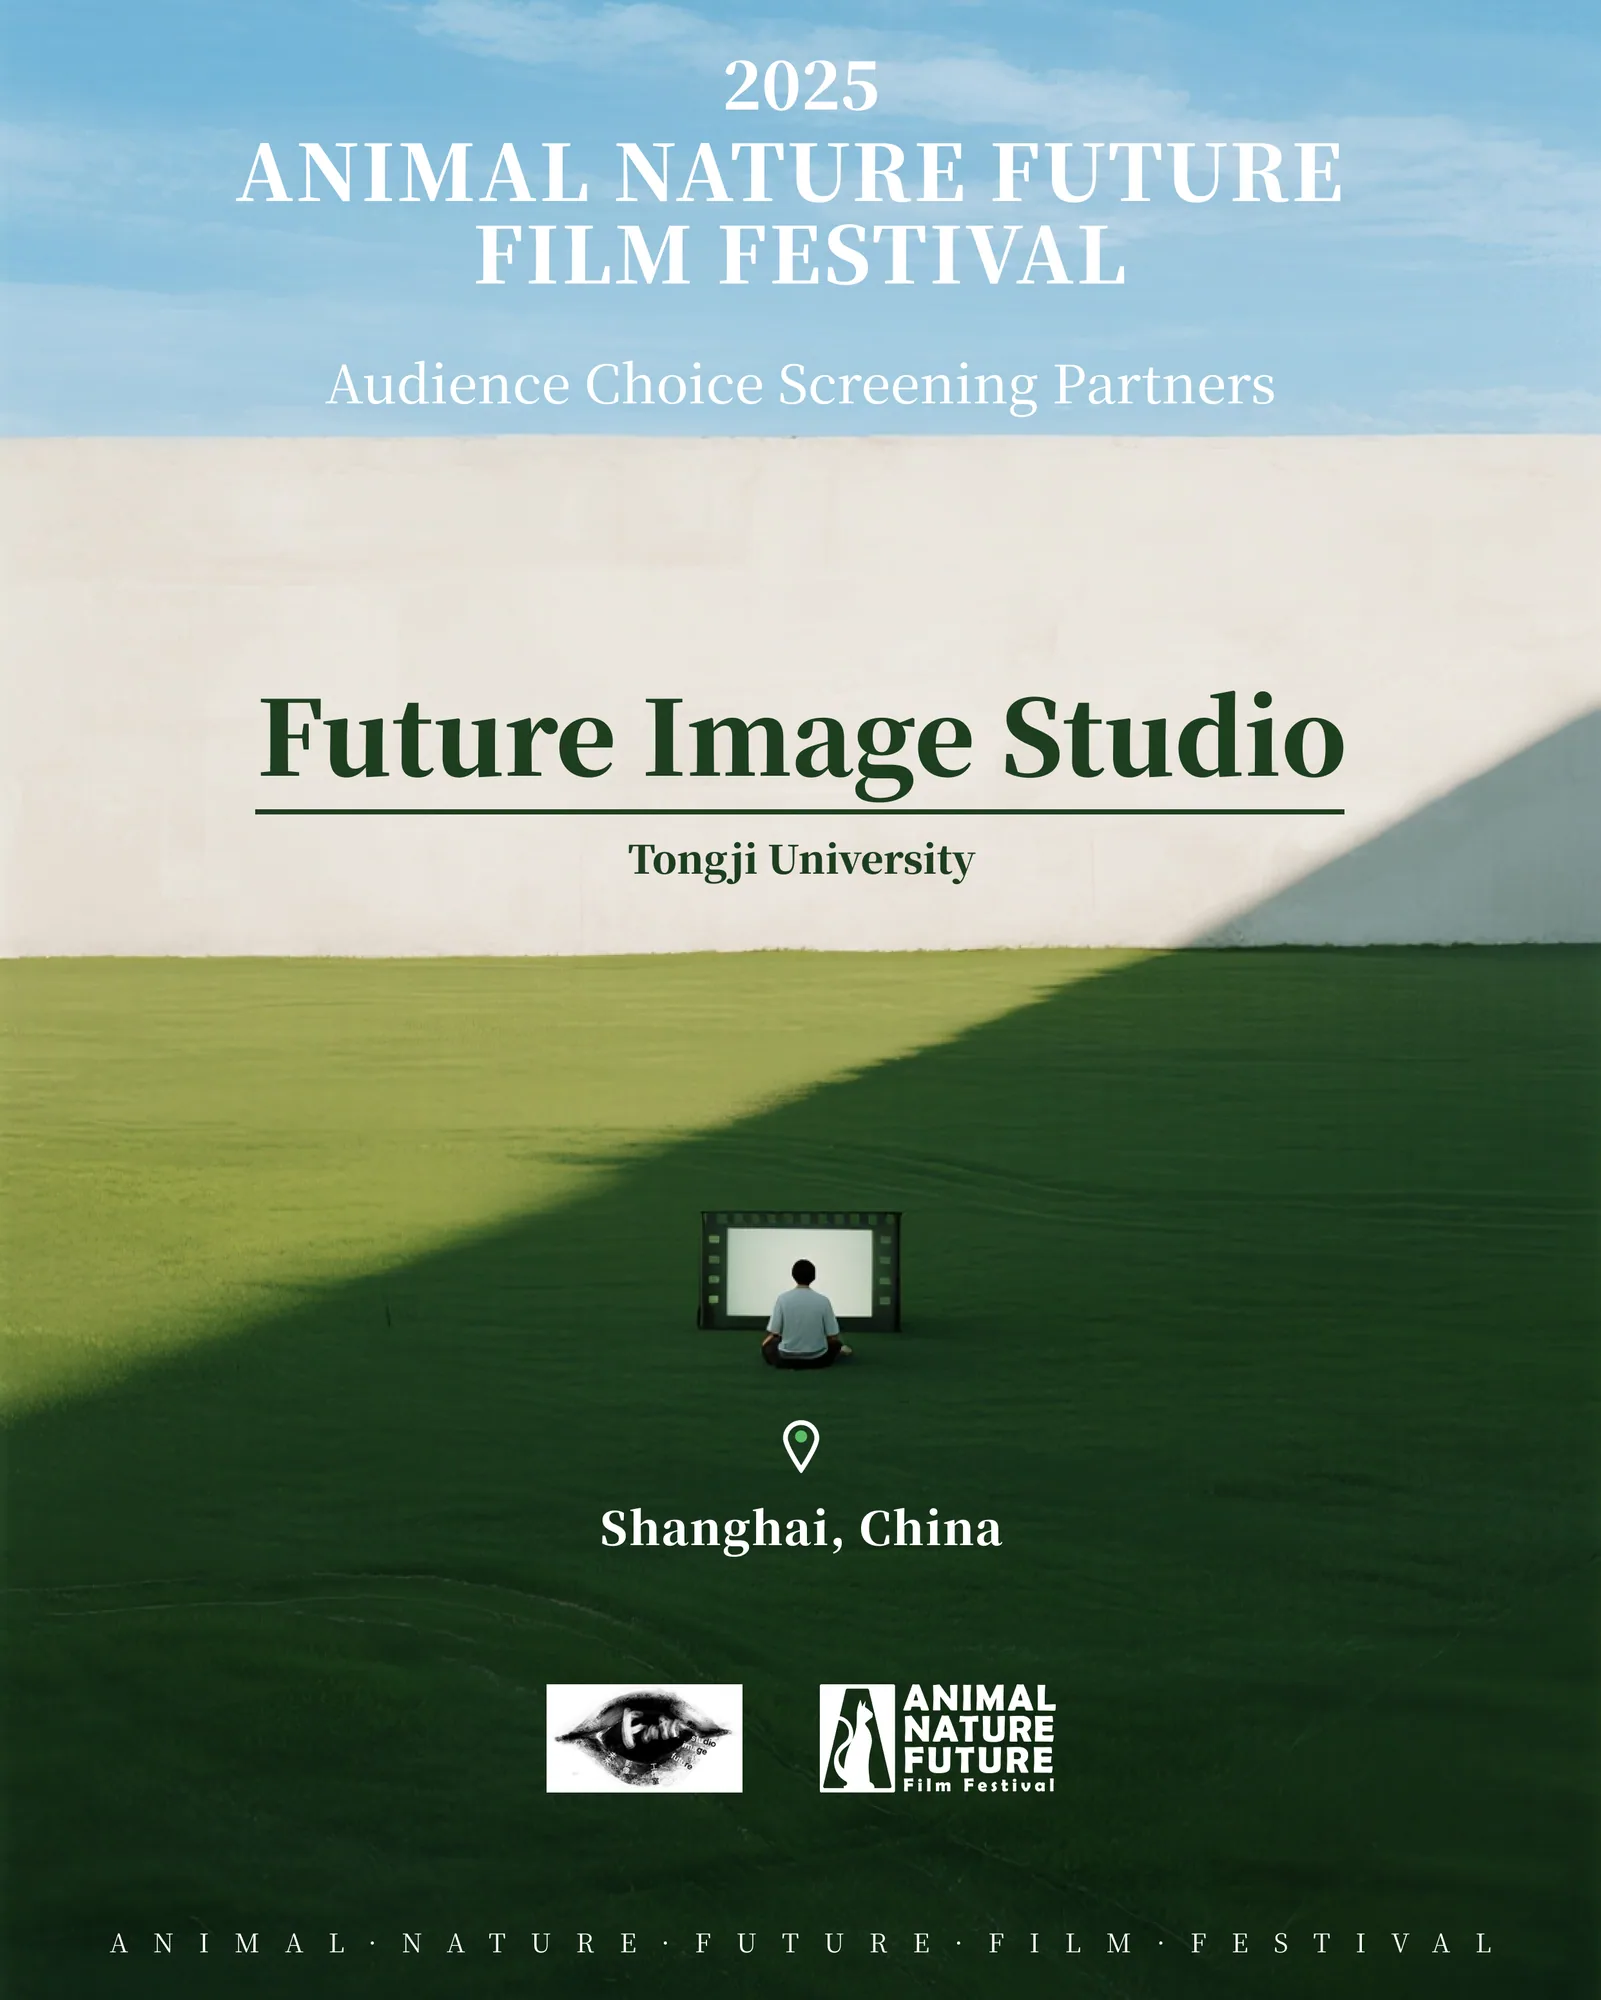 2025
ANIMAL NATURE FUTURE
FILM FESTIVAL
Audience Choice Screening Partners
Future Image Studio
Tongji University
Shanghai, China
ANIMAL
NATURE
FUTURE
Film Festival
ANIMAL·NATURE·FUTURE·FILM·FESTIVAL